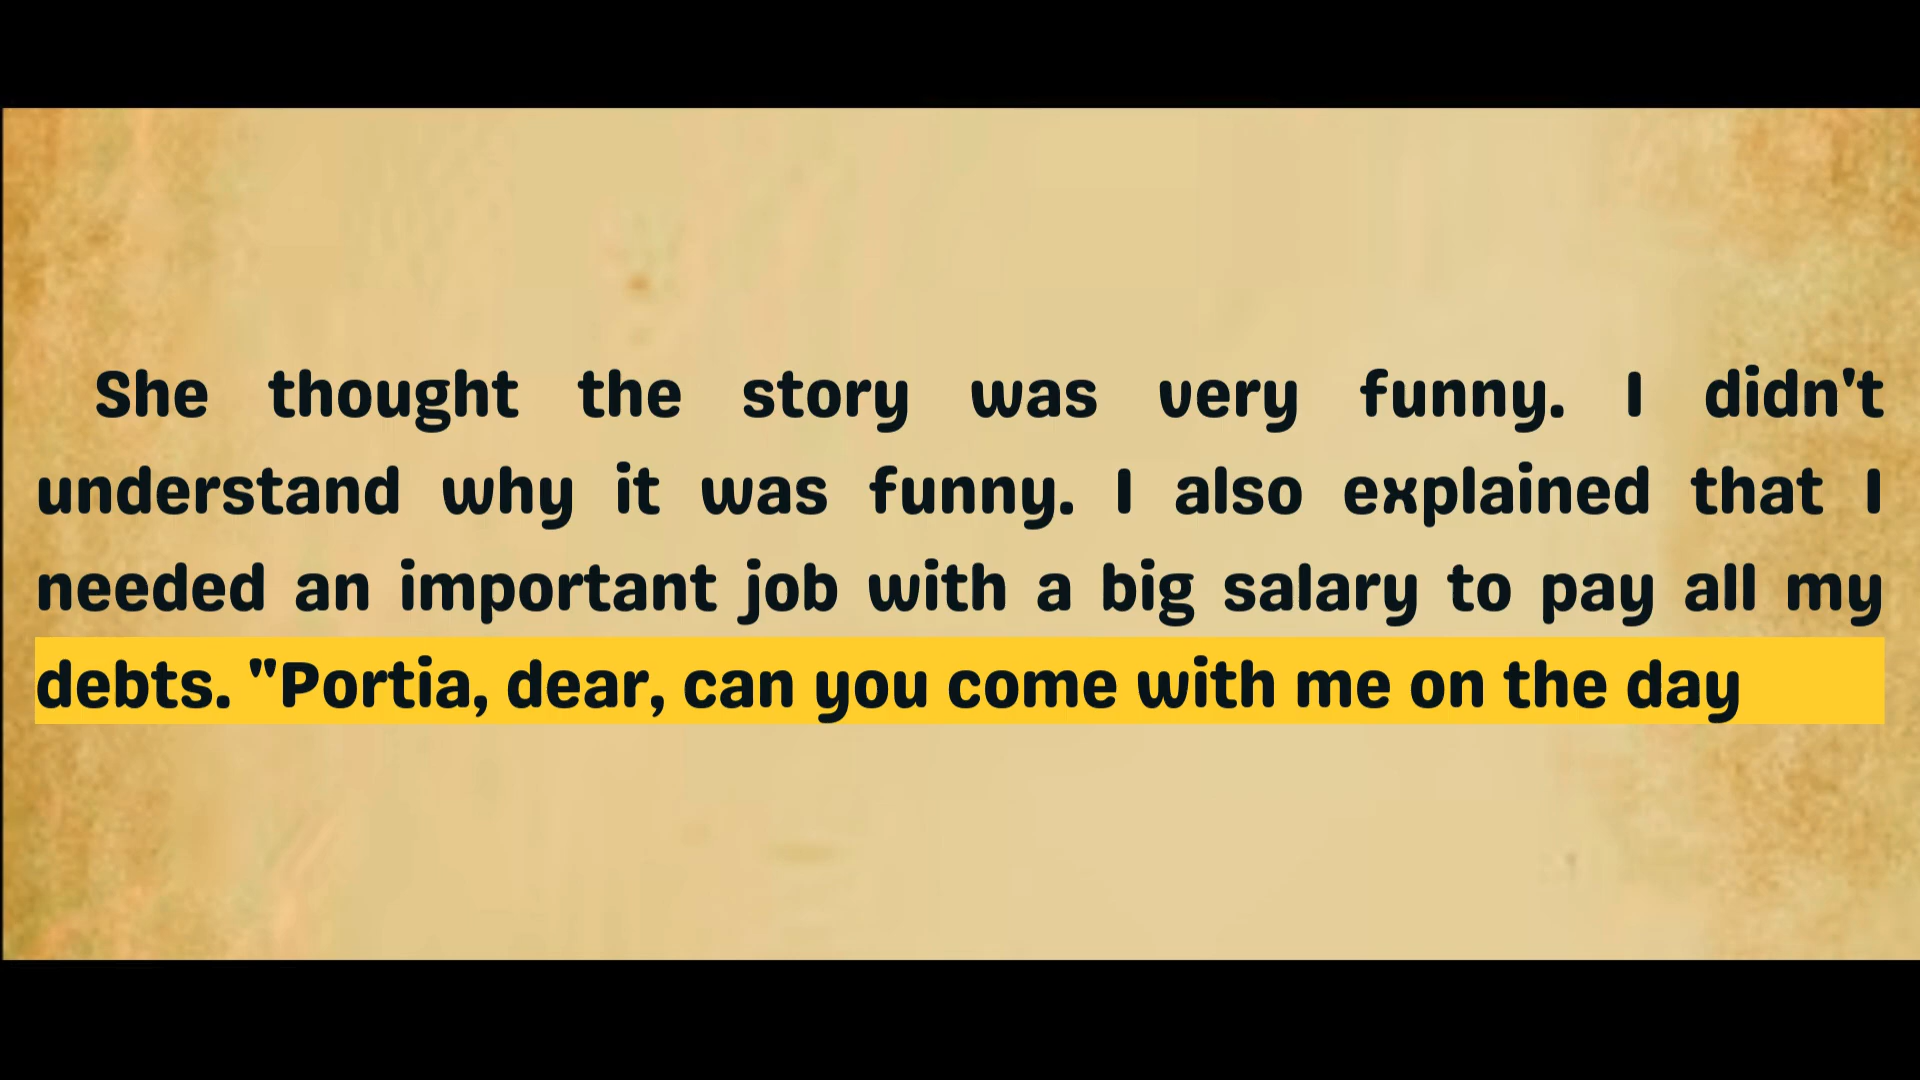 She thought the story was very funny. I didn't
understand why it was funny. I also explained that I
needed an important job with a big salary to pay all my
debts. "Portia, dear, can you come with me on the day